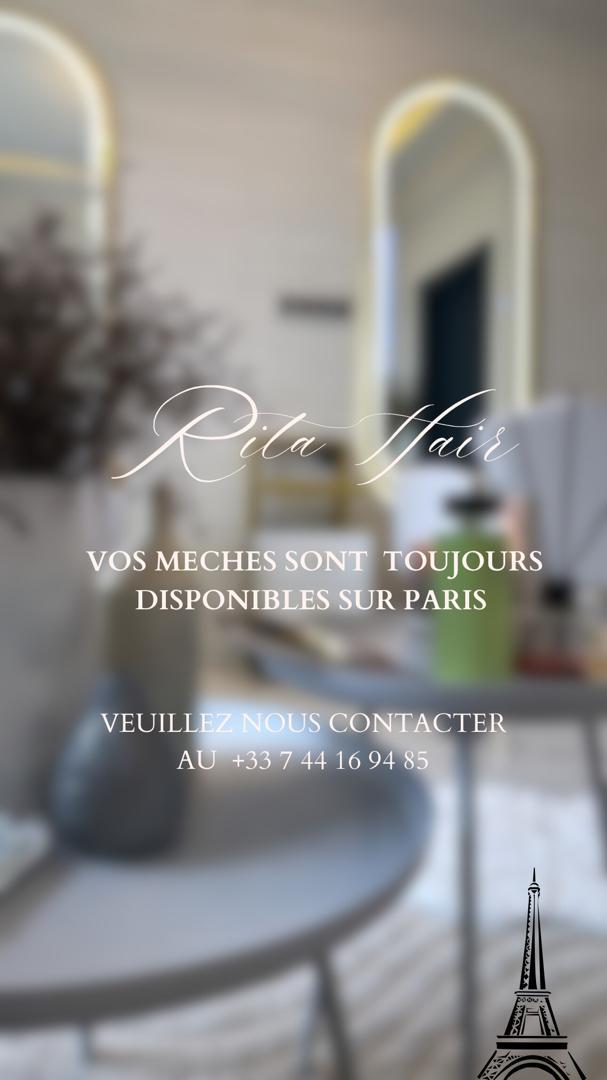 Rita Hair
VOS MECHES SONT TOUJOURS
DISPONIBLES SUR PARIS
VEUILLEZ NOUS CONTACTER
AU +33 7 44 16 94 85